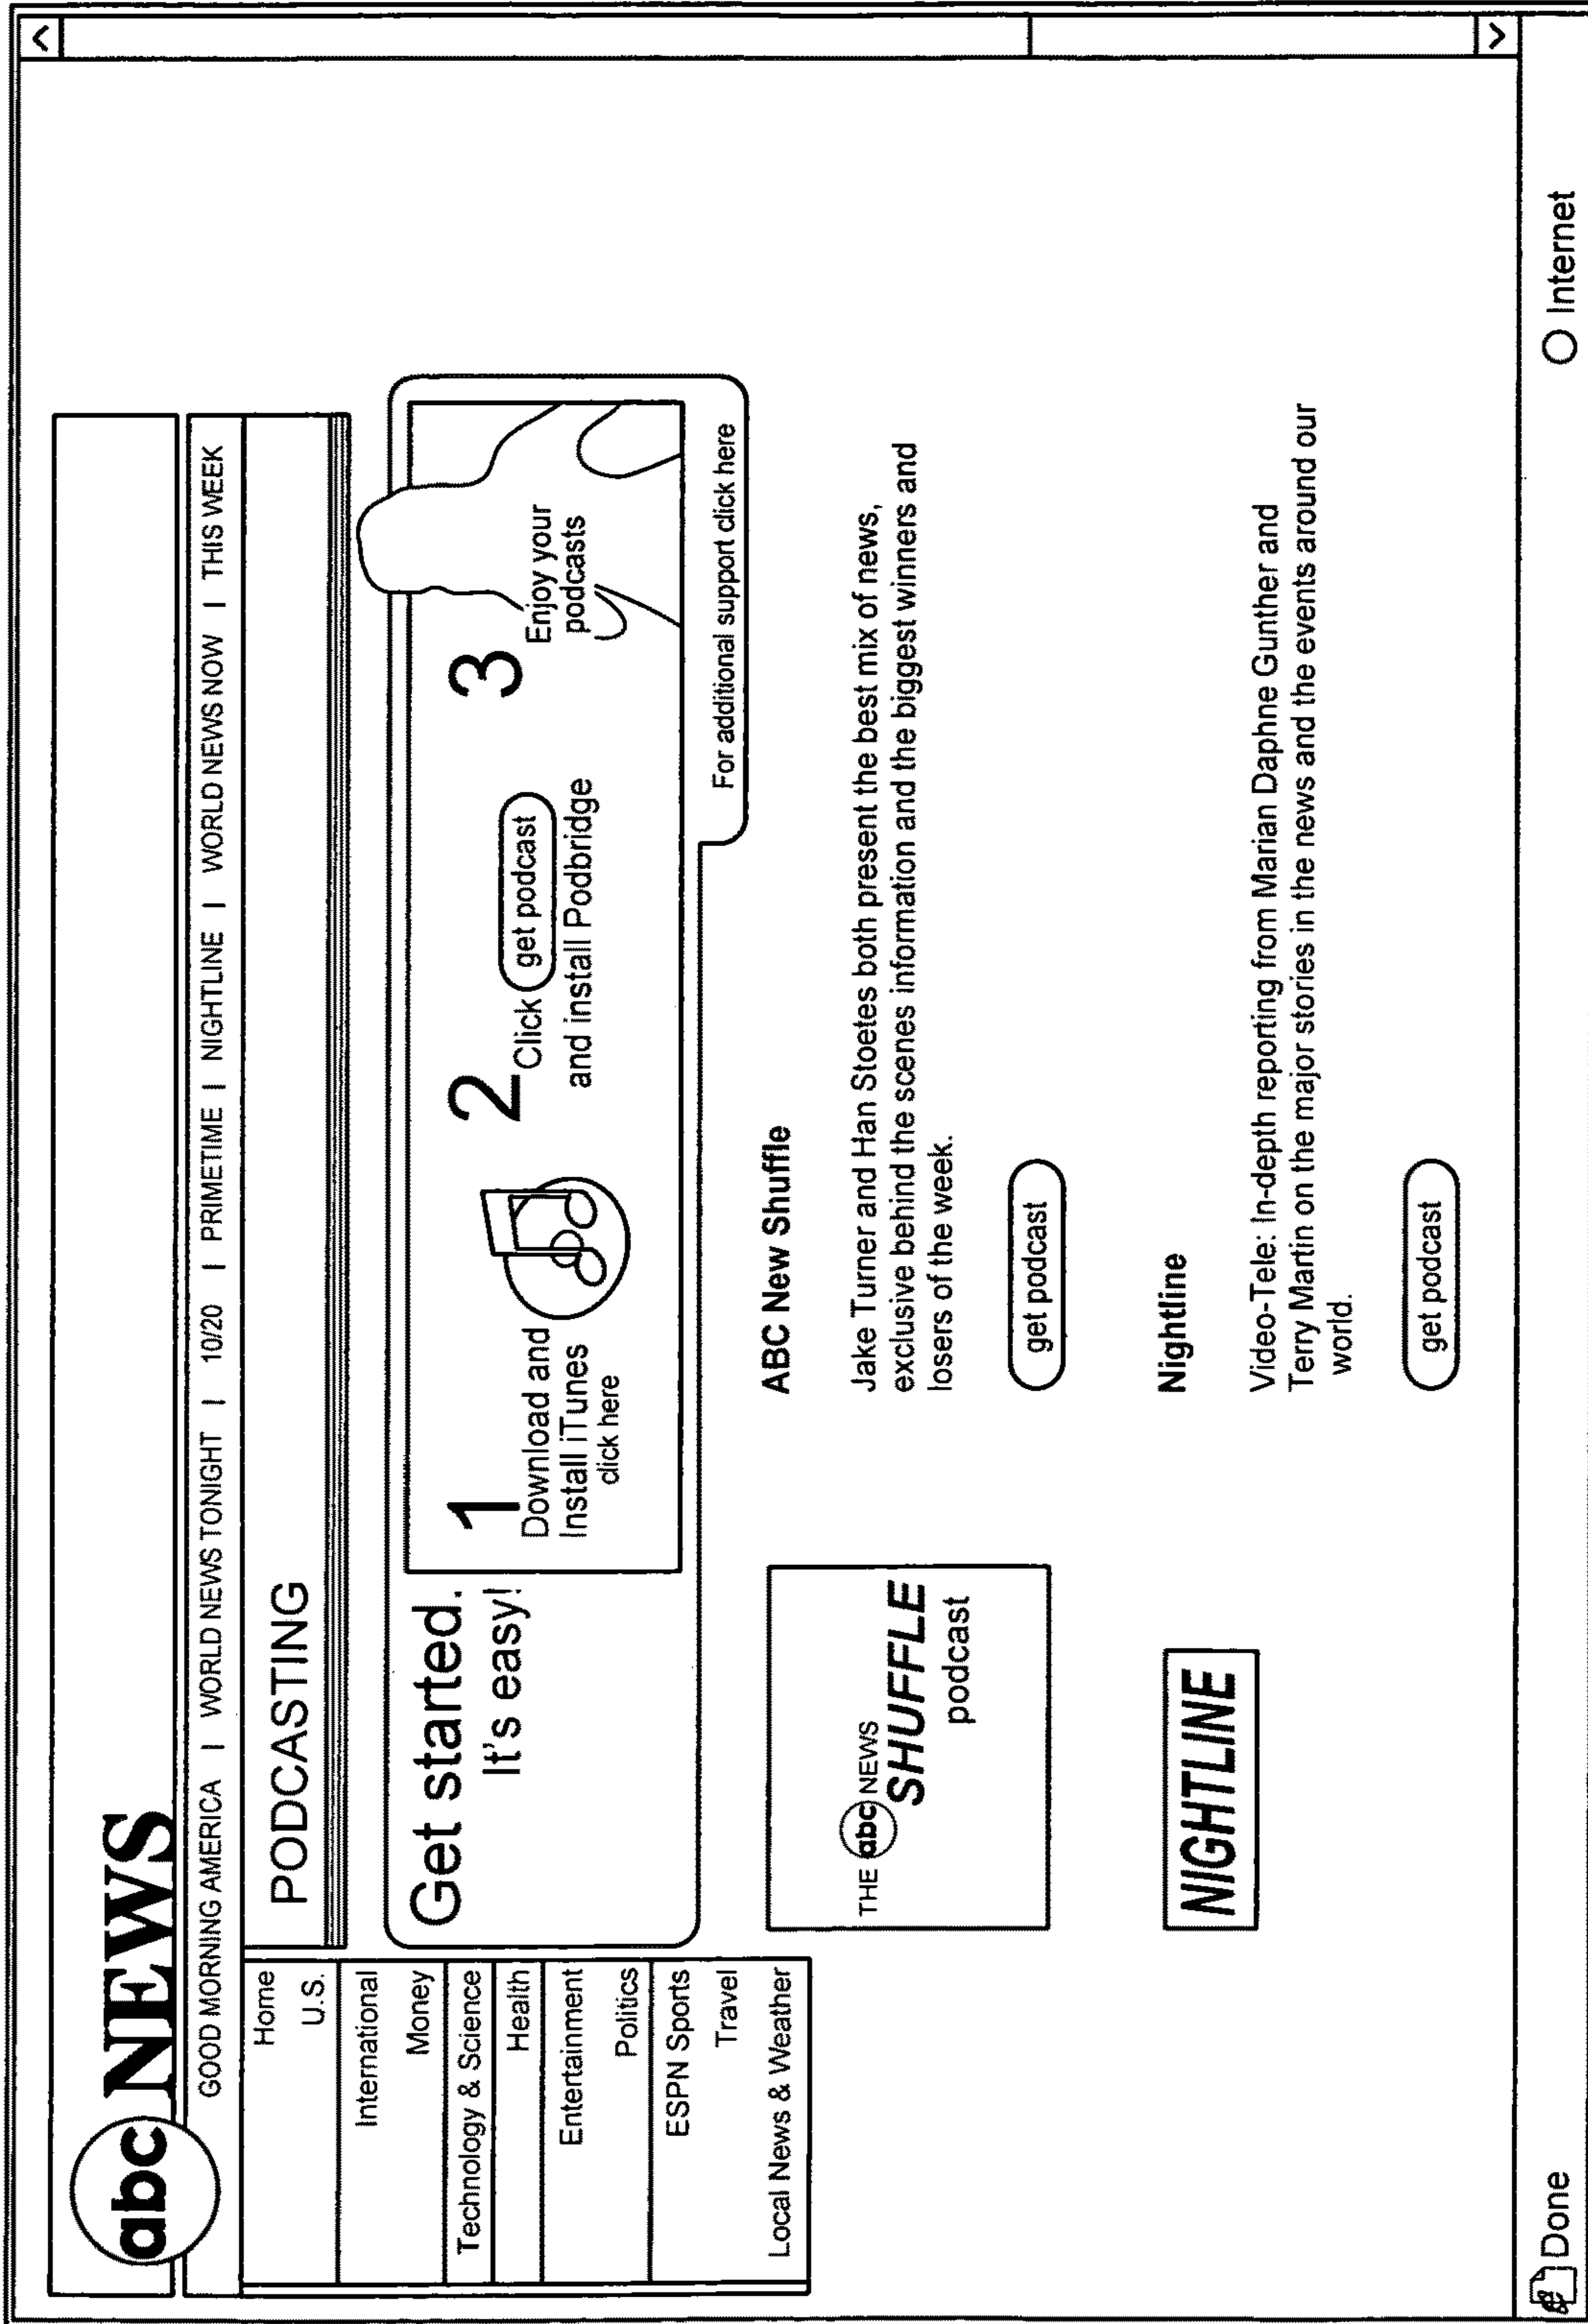 abc NEWS
GOOD MORNING AMERICA | WORLD NEWS TONIGHT | 10/20 | PRIMETIME | NIGHTLINE | WORLD NEWS NOW | THIS WEEK
Home
U.S.
International
Money
Technology & Science
Health
Entertainment
Politics
ESPN Sports
Travel
Local News & Weather
PODCASTING
Get started.
It's easy!
1
Download and
Install iTunes
click here
2
Click get podcast
and install Podbridge
3
Enjoy your
podcasts
For additional support click here
THE abc NEWS
SHUFFLE
podcast
ABC New Shuffle
Jake Turner and Han Stoetes both present the best mix of news,
exclusive behind the scenes information and the biggest winners and
losers of the week.
get podcast
NIGHTLINE
Nightline
Video-Tele: In-depth reporting from Marian Daphne Gunther and
Terry Martin on the major stories in the news and the events around our
world.
get podcast
Done
Internet